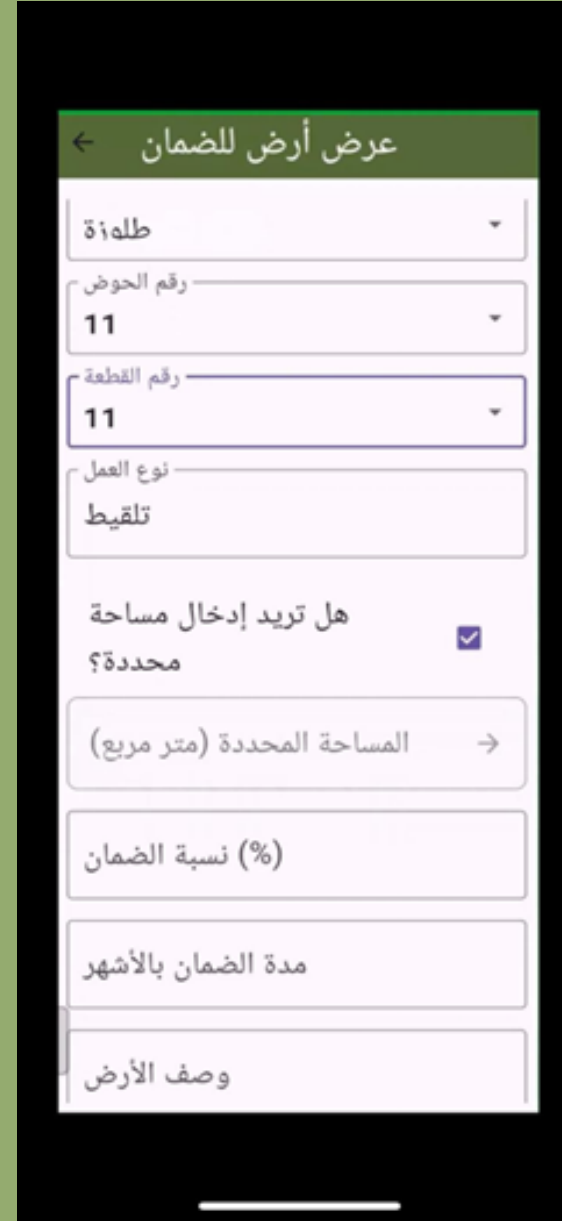 عرض أرض للضمان
طلوزة
رقم الحوض
11
رقم القطعة
11
نوع العمل
تلقيط
هل تريد إدخال مساحة
محددة؟
المساحة المحددة (متر مربع)
(%) نسبة الضمان
مدة الضمان بالأشهر
وصف الأرض